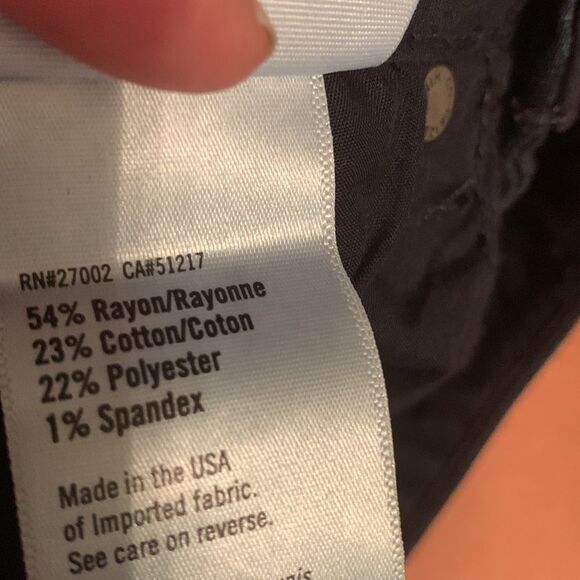 RN#27002 CA#51217
54% Rayon/Rayonne
23% Cotton/Coton
22% Polyester
1% Spandex
Made in the USA
of Imported fabric.
See care on reverse.